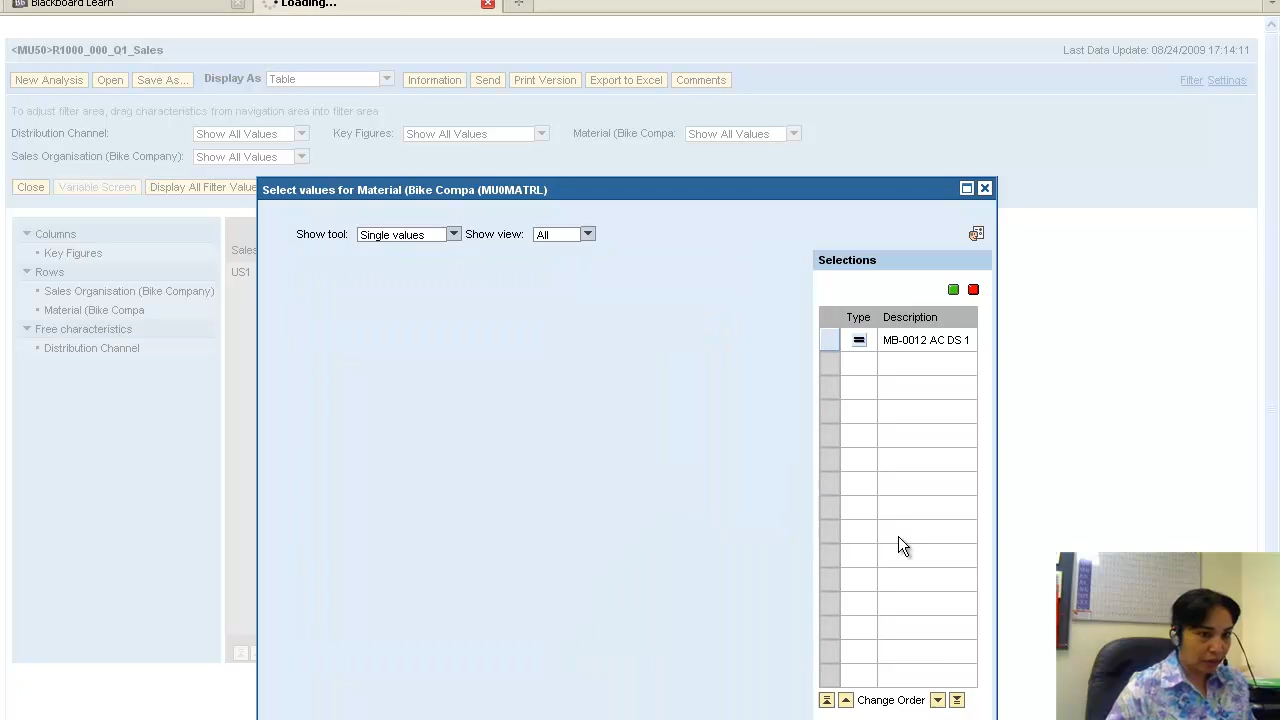 Blackboard Learn
Loading...
<MU50>R1000_000_Q1_Sales
Last Data Update: 08/24/2009 17:14:11
New Analysis Open Save As... Display As Table Information Send Print Version Export to Excel Comments
Filter Settings
To adjust filter area, drag characteristics from navigation area into filter area
Distribution Channel: Show All Values Key Figures: Show All Values Material (Bike Compa: Show All Values
Sales Organisation (Bike Company): Show All Values
Close Variable Screen Display All Filter Value
Select values for Material (Bike Compa (MU0MATRL)
Columns
Key Figures
Rows
Sales Organisation (Bike Company)
Material (Bike Compa
Free characteristics
Distribution Channel
Sales
US1
Show tool: Single values Show view: All
Selections
Type Description
MB-0012 AC DS 1
Change Order